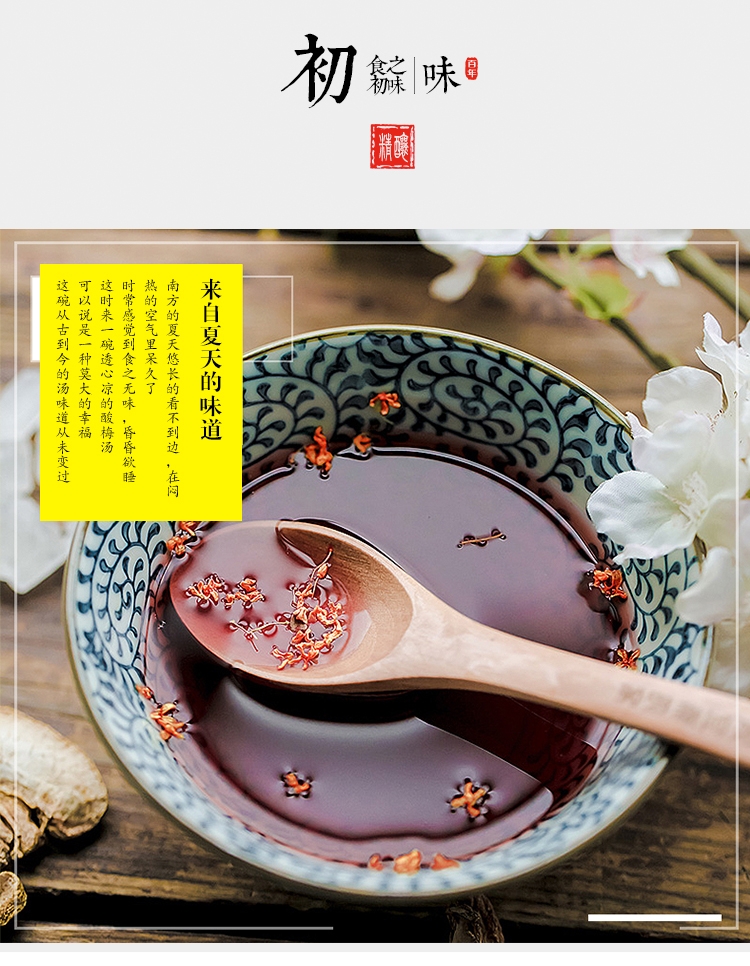 初
食之
初味
味
百年
精釀
来自夏天的味道
南方的夏天悠长的看不到边,在闷
热的空气里呆久了
时常感觉到食之无味,昏昏欲睡
这时来一碗透心凉的酸梅汤
可以说是一种莫大的幸福
这碗从古到今的汤味道从未变过